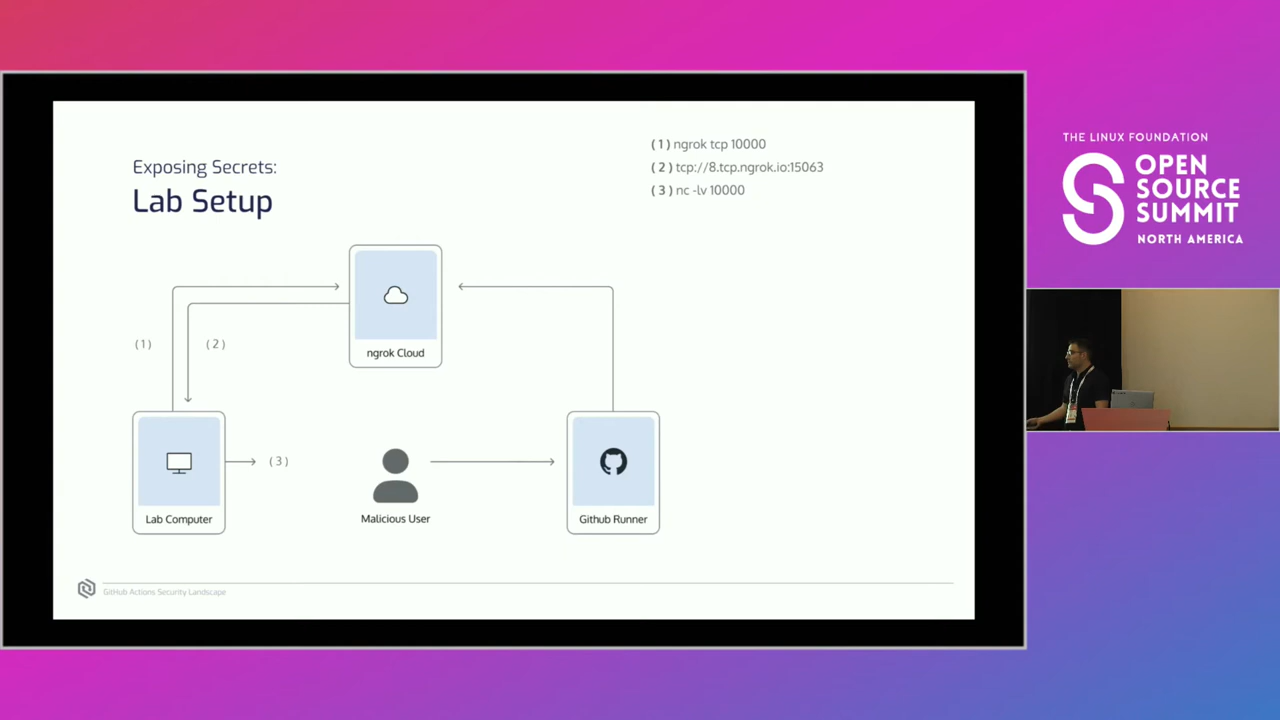 Exposing Secrets:
Lab Setup
( 1 ) ngrok tcp 10000
( 2 ) tcp://8.tcp.ngrok.io:15063
( 3 ) nc -lv 10000
ngrok Cloud
( 1 )
( 2 )
( 3 )
Lab Computer
Malicious User
Github Runner
GitHub Actions Security Landscape
THE LINUX FOUNDATION
OPEN
SOURCE
SUMMIT
NORTH AMERICA